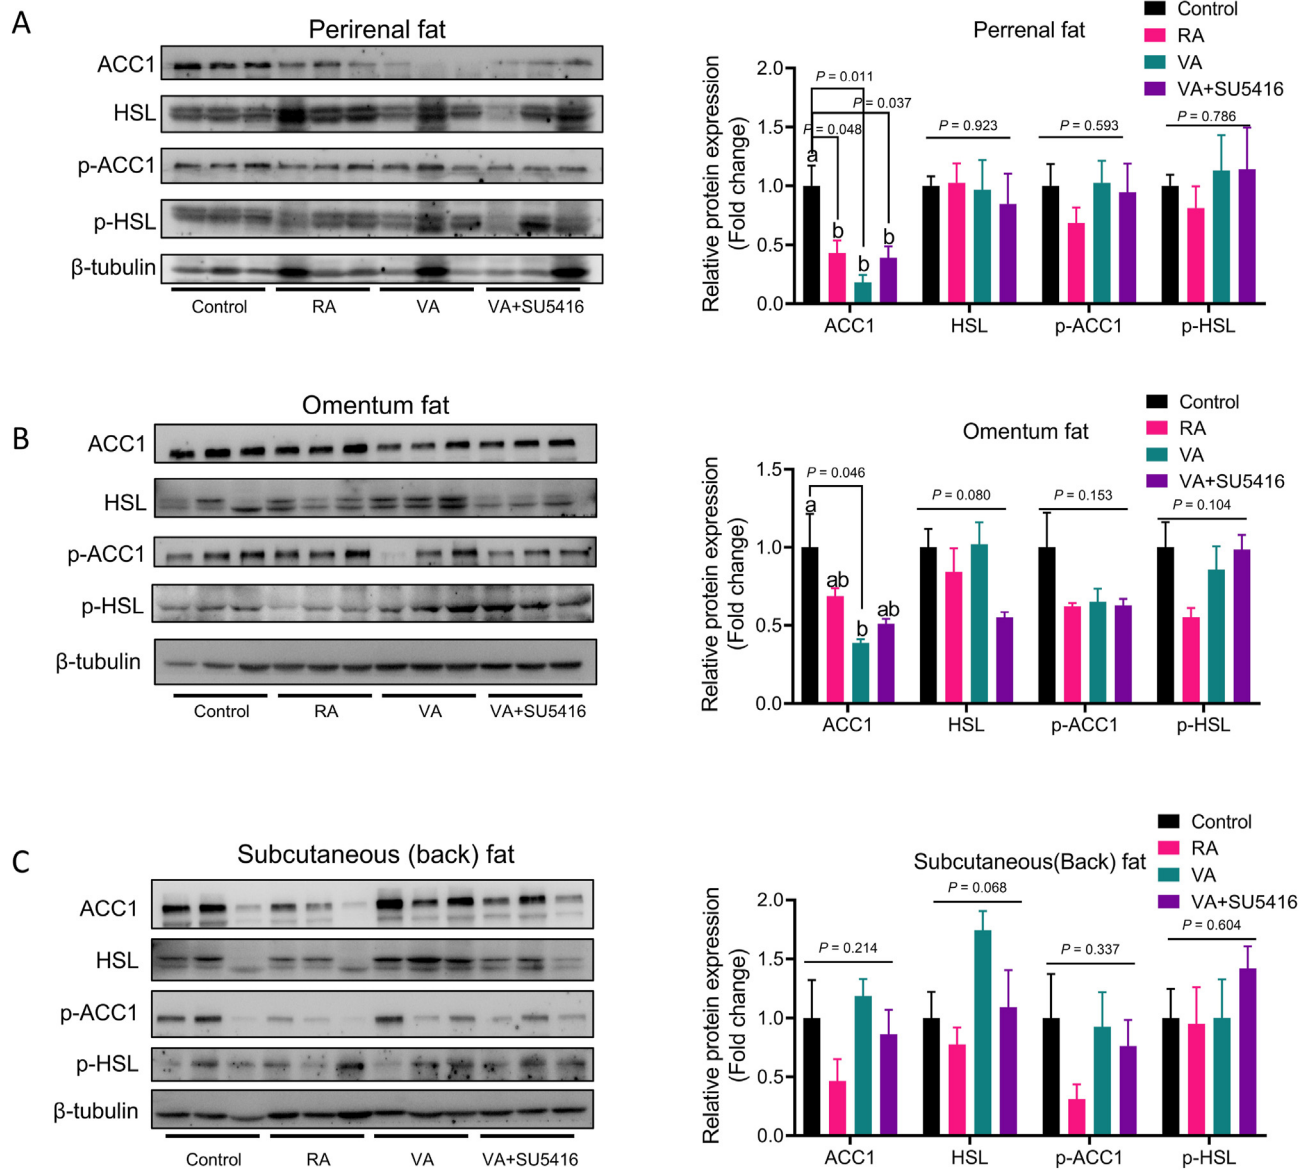 A
Perirenal fat
ACC1
HSL
p-ACC1
p-HSL
β-tubulin
Control RA VA VA+SU5416
Perrenal fat
Control
RA
VA
VA+SU5416
Relative protein expression
(Fold change)
2.0
1.5
1.0
0.5
0.0
P = 0.011
P = 0.037
P = 0.048
a
b
b
b
P = 0.923
P = 0.593
P = 0.786
ACC1 HSL p-ACC1 p-HSL
B
Omentum fat
ACC1
HSL
p-ACC1
p-HSL
β-tubulin
Control RA VA VA+SU5416
Omentum fat
Control
RA
VA
VA+SU5416
Relative protein expression
(Fold change)
1.5
1.0
0.5
0.0
P = 0.046
a
ab
b
ab
P = 0.080
P = 0.153
P = 0.104
ACC1 HSL p-ACC1 p-HSL
C
Subcutaneous (back) fat
ACC1
HSL
p-ACC1
p-HSL
β-tubulin
Control RA VA VA+SU5416
Subcutaneous(Back) fat
Control
RA
VA
VA+SU5416
Relative protein expression
(Fold change)
2.0
1.5
1.0
0.5
0.0
P = 0.214
P = 0.068
P = 0.337
P = 0.604
ACC1 HSL p-ACC1 p-HSL